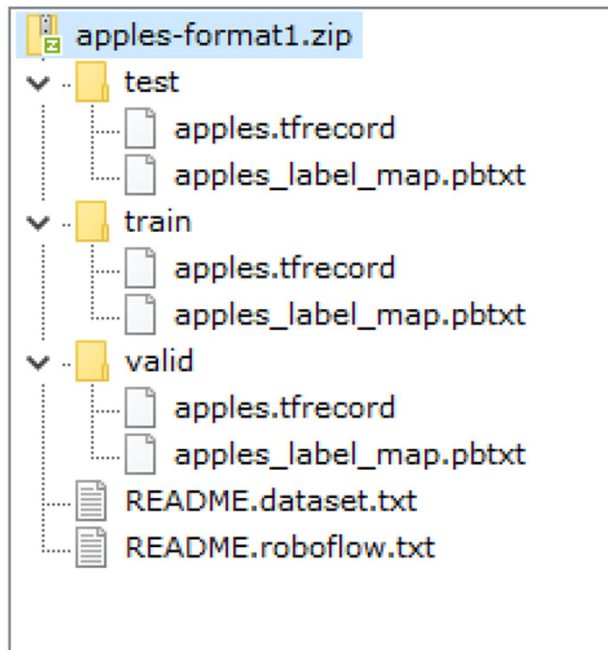 apples-format1.zip
test
apples.tfrecord
apples_label_map.pbtxt
train
apples.tfrecord
apples_label_map.pbtxt
valid
apples.tfrecord
apples_label_map.pbtxt
README.dataset.txt
README.roboflow.txt